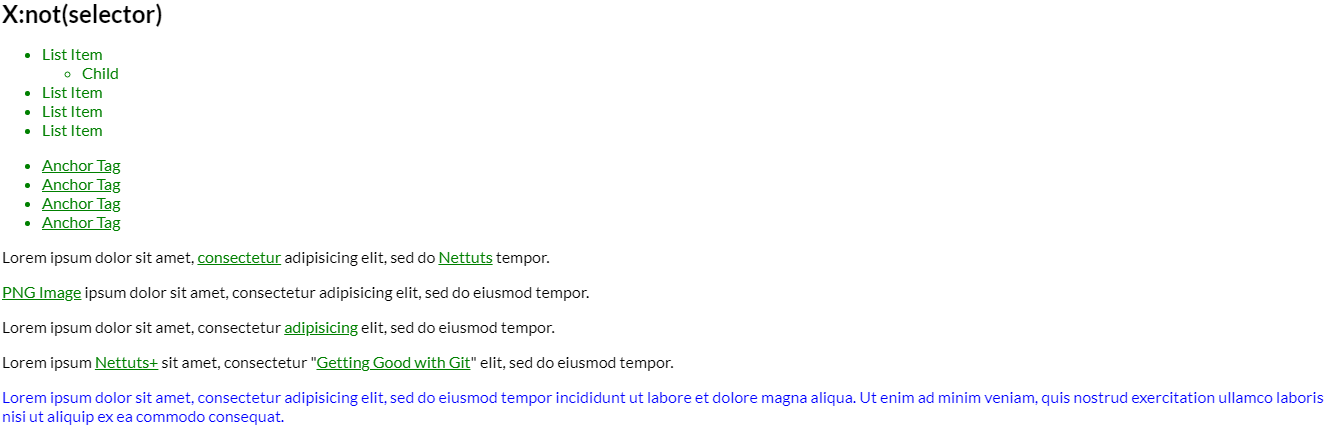 X:not(selector)
List Item
Child
List Item
List Item
List Item
Anchor Tag
Anchor Tag
Anchor Tag
Anchor Tag
Lorem ipsum dolor sit amet, consectetur adipisicing elit, sed do Nettuts tempor.
PNG Image ipsum dolor sit amet, consectetur adipisicing elit, sed do eiusmod tempor.
Lorem ipsum dolor sit amet, consectetur adipisicing elit, sed do eiusmod tempor.
Lorem ipsum Nettuts+ sit amet, consectetur "Getting Good with Git" elit, sed do eiusmod tempor.
Lorem ipsum dolor sit amet, consectetur adipisicing elit, sed do eiusmod tempor incididunt ut labore et dolore magna aliqua. Ut enim ad minim veniam, quis nostrud exercitation ullamco laboris
nisi ut aliquip ex ea commodo consequat.